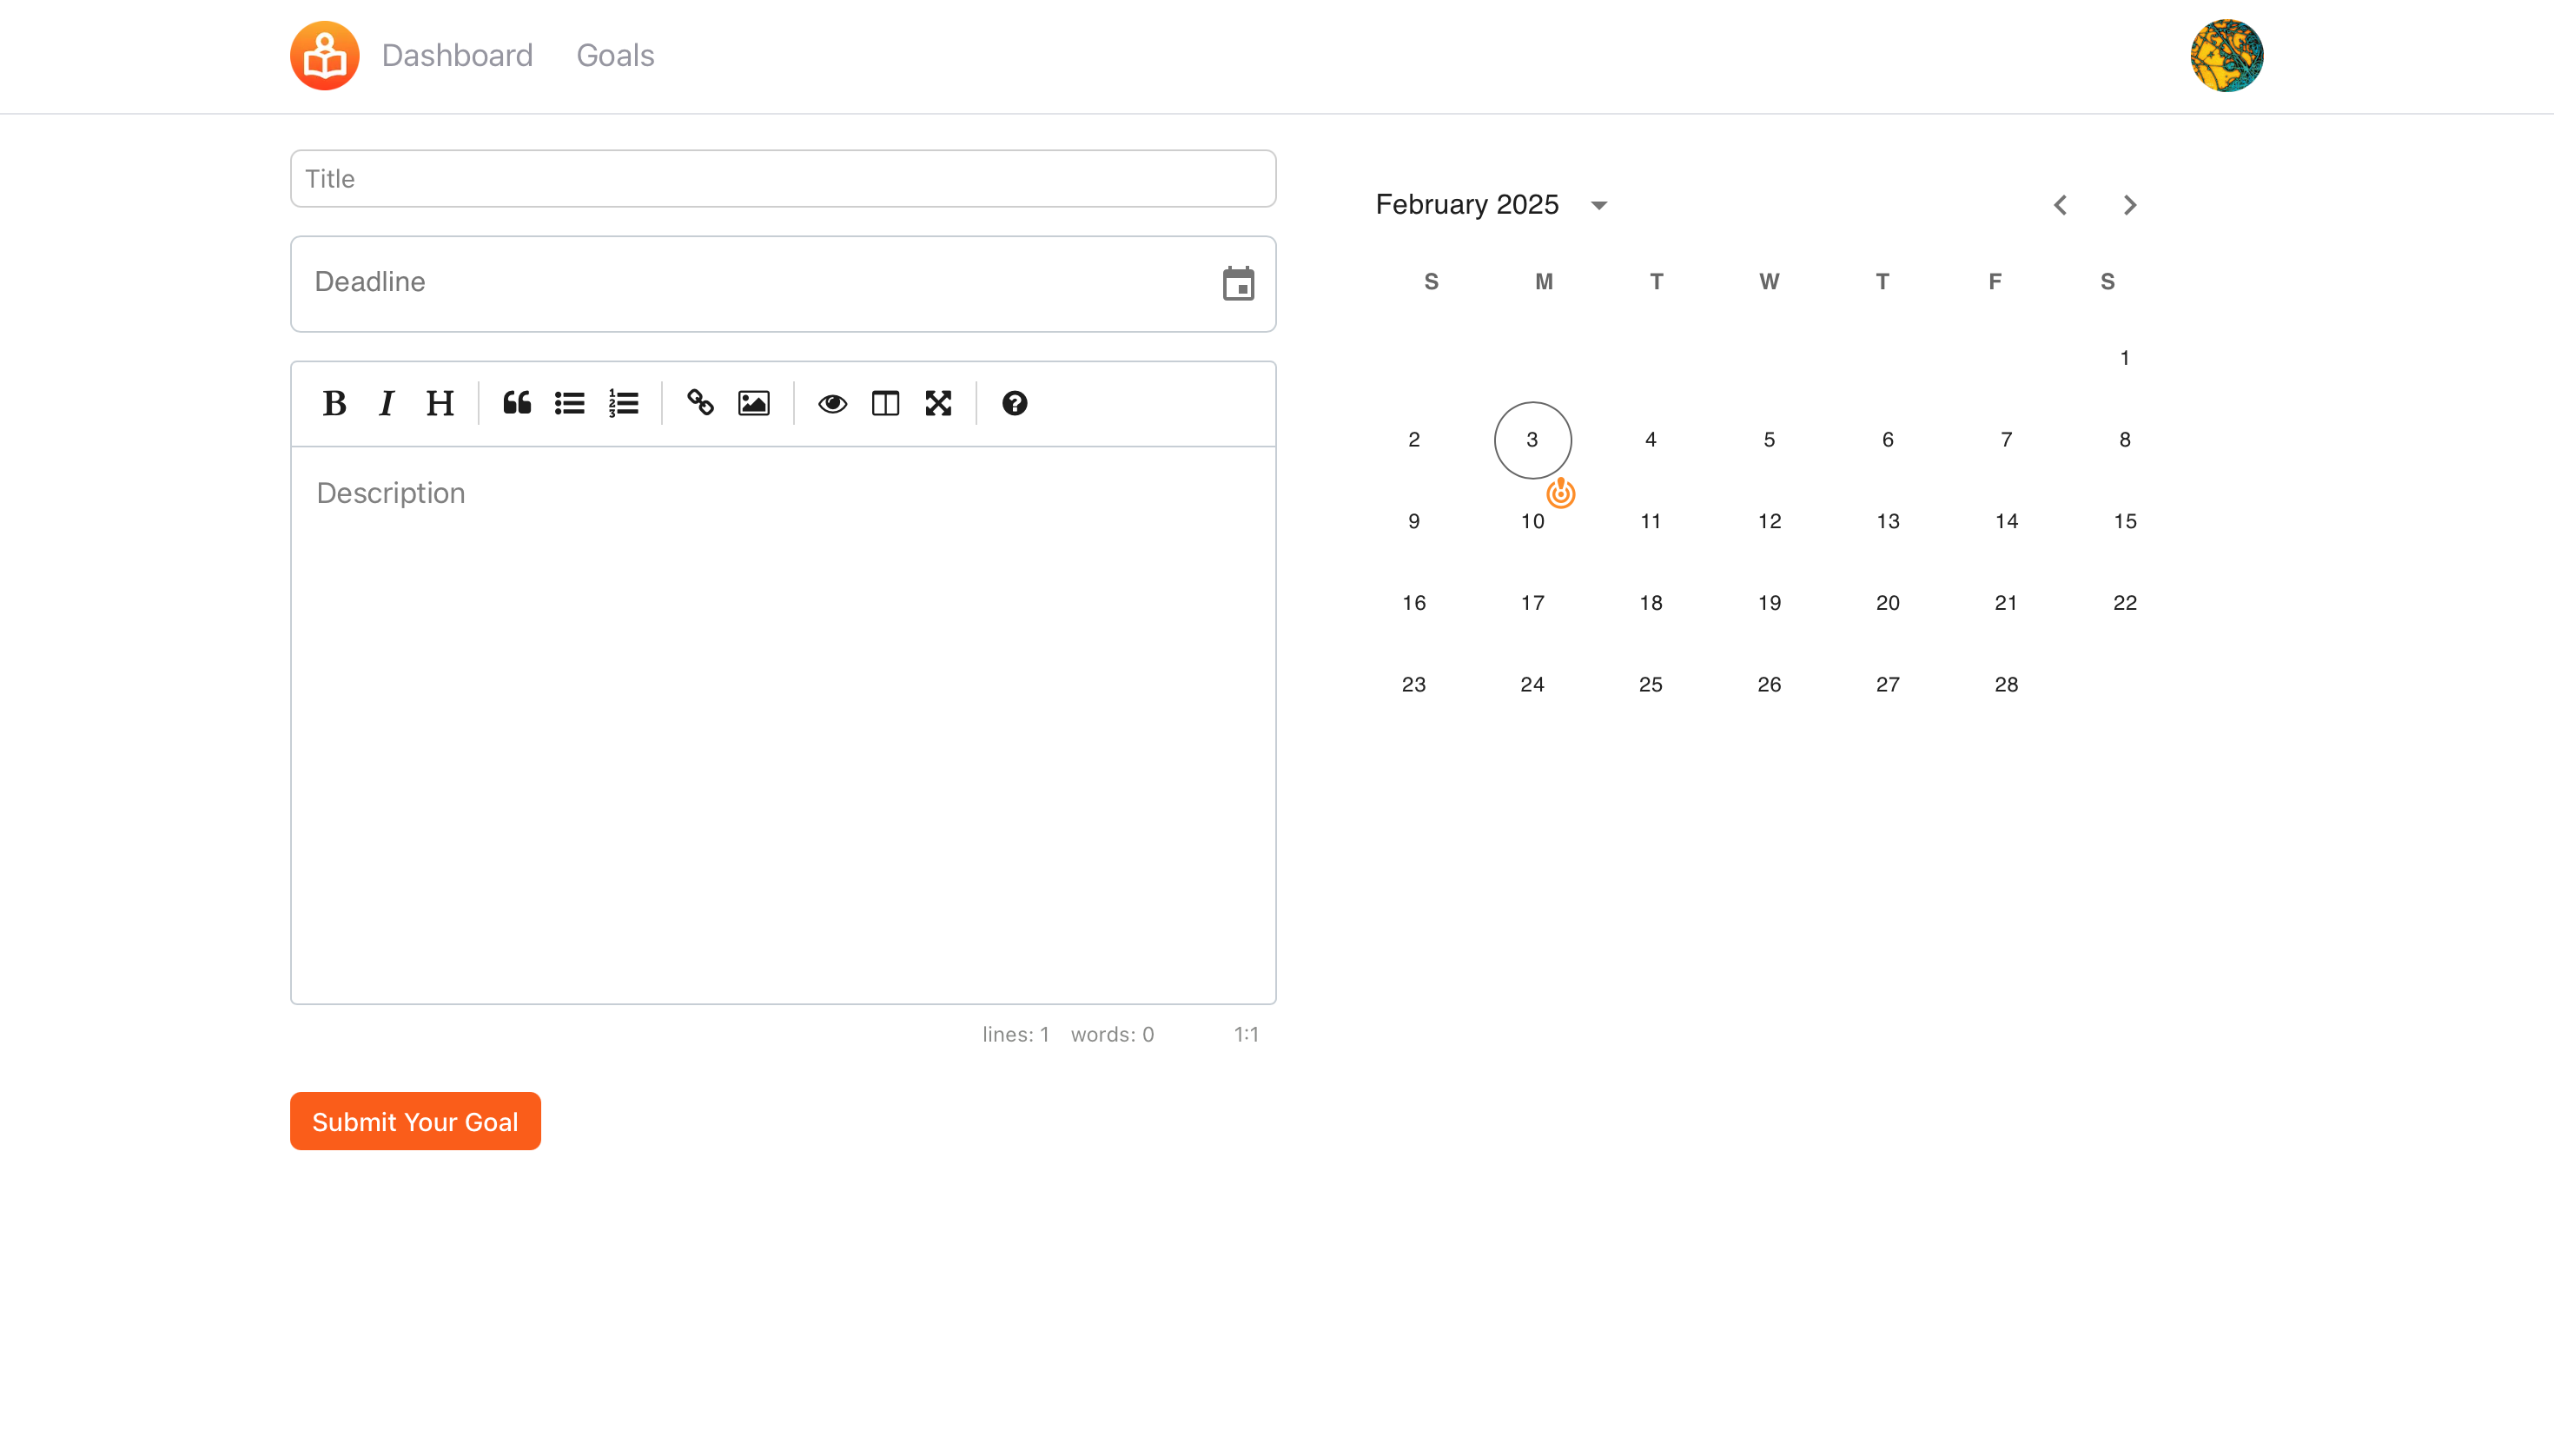 Dashboard Goals
Title
Deadline
B I H
Description
lines: 1 words: 0 1:1
Submit Your Goal
February 2025
S M T W T F S
1
2 3 4 5 6 7 8
9 10 11 12 13 14 15
16 17 18 19 20 21 22
23 24 25 26 27 28